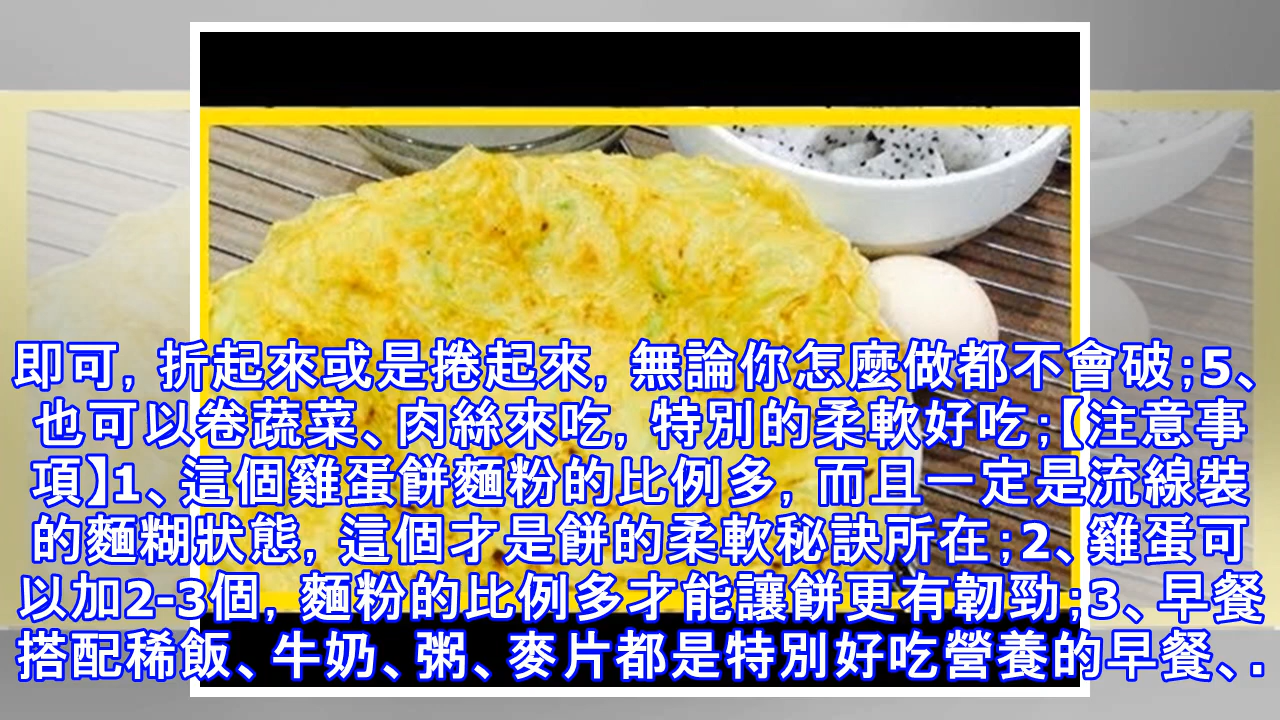 即可, 折起來或是捲起來, 無論你怎麼做都不會破;5、
也可以卷蔬菜、肉絲來吃, 特別的柔軟好吃;【注意事
項】1、這個雞蛋餅麵粉的比例多, 而且一定是流線裝
的麵糊狀態, 這個才是餅的柔軟秘訣所在;2、雞蛋可
以加2-3個, 麵粉的比例多才能讓餅更有韌勁;3、早餐
搭配稀飯、牛奶、粥、麥片都是特別好吃營養的早餐、.